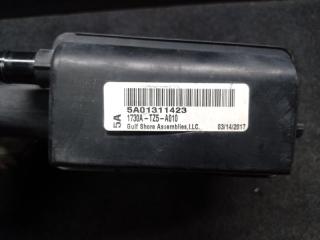 5A
5A01311423
1730A-TZ5-A010
Gulf Shore Assemblies,LLC. 03/14/2017